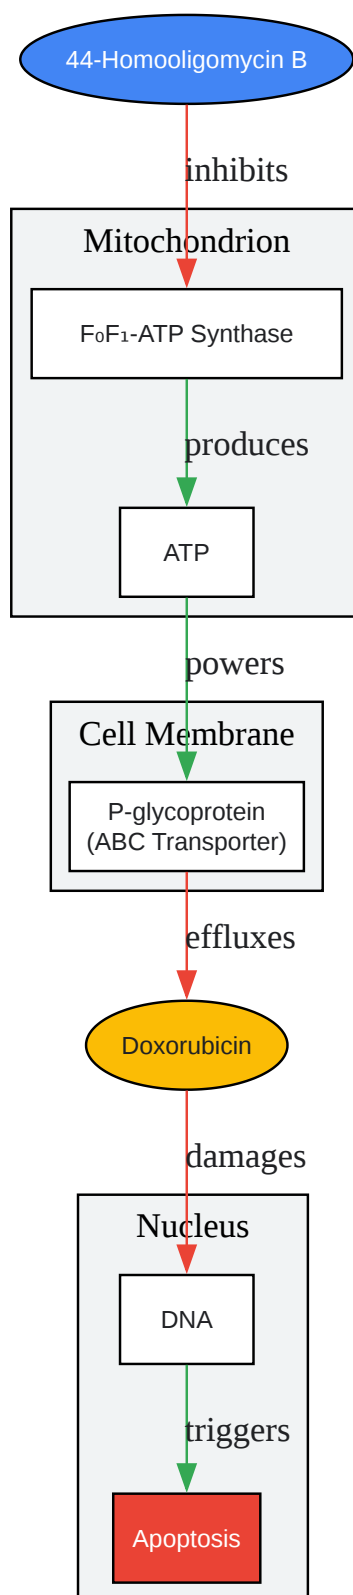 44-Homooligomycin B
inhibits
Mitochondrion
F₀F₁-ATP Synthase
produces
ATP
powers
Cell Membrane
P-glycoprotein
(ABC Transporter)
effluxes
Doxorubicin
damages
Nucleus
DNA
triggers
Apoptosis